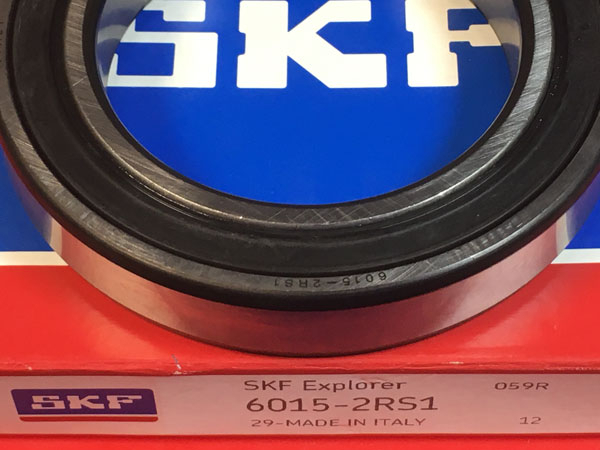 SKF
6015-2RS1
SKF
SKF Explorer
059R
6015-2RS1
29-MADE IN ITALY
12